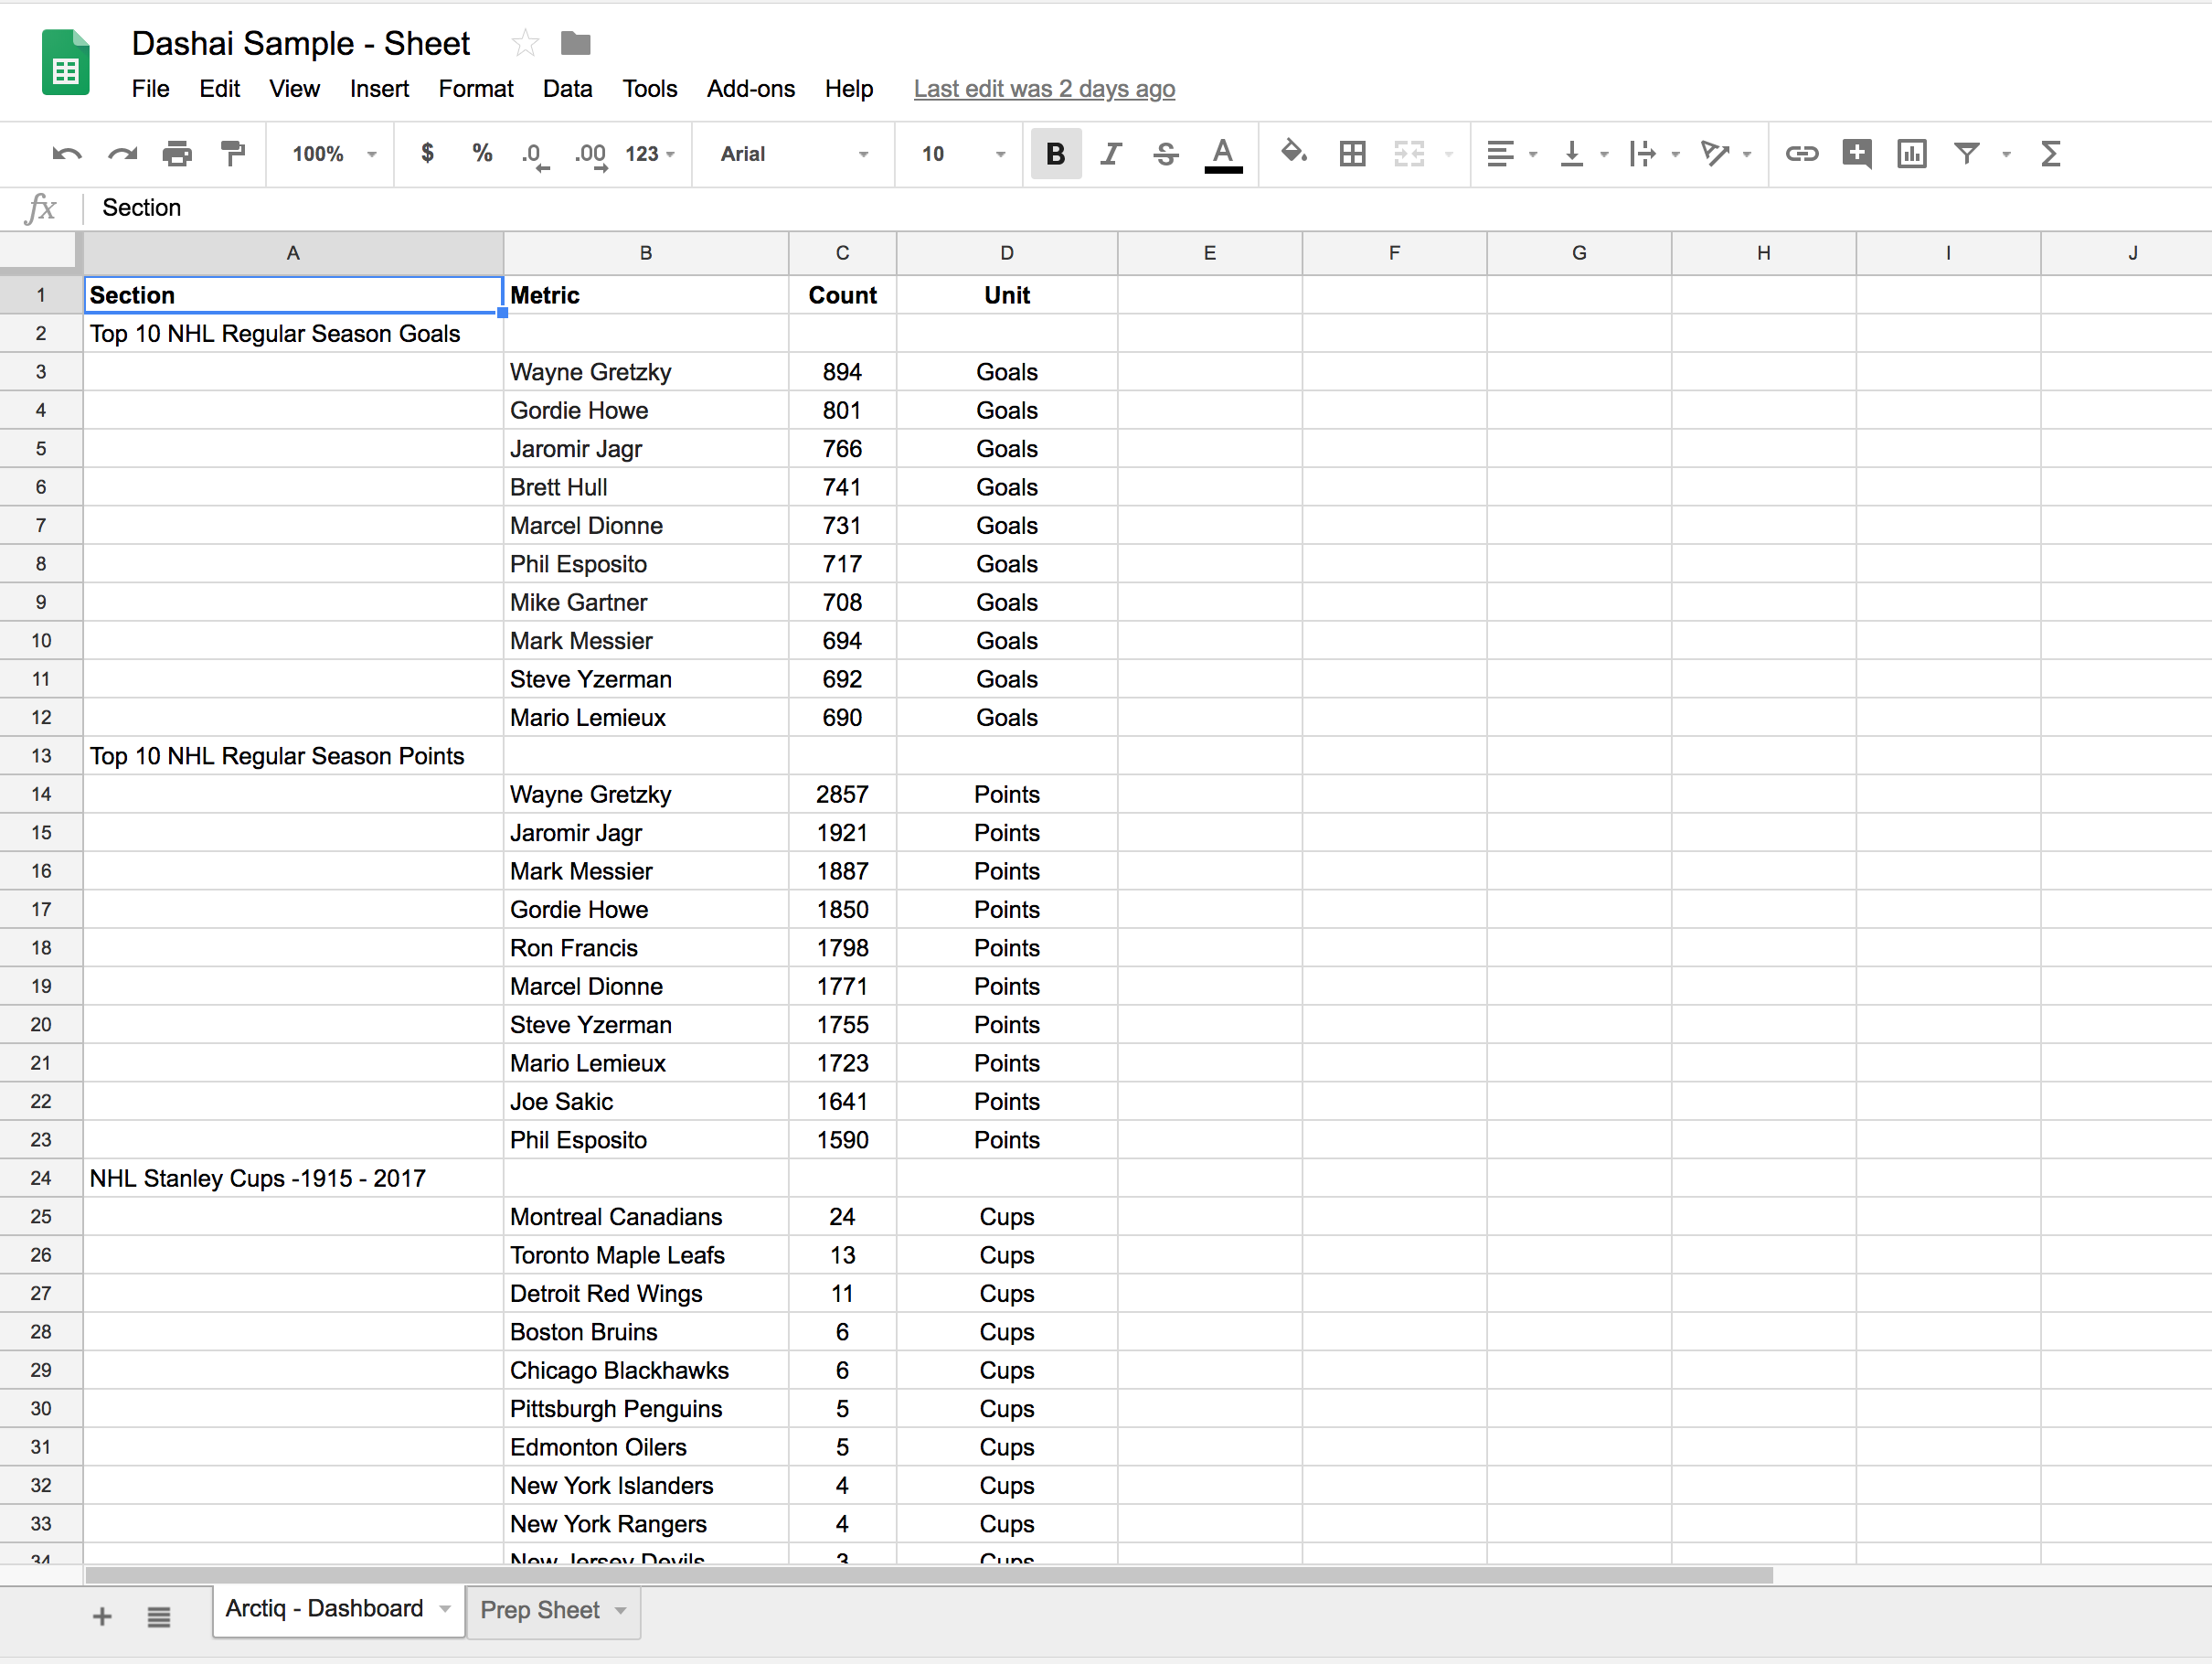 Dashai Sample - Sheet
File Edit View Insert Format Data Tools Add-ons Help Last edit was 2 days ago
100% $ % .0 .00 123 Arial 10 B I S A Σ
fx Section
A B C D E F G H I J
1 Section Metric Count Unit
2 Top 10 NHL Regular Season Goals
3 Wayne Gretzky 894 Goals
4 Gordie Howe 801 Goals
5 Jaromir Jagr 766 Goals
6 Brett Hull 741 Goals
7 Marcel Dionne 731 Goals
8 Phil Esposito 717 Goals
9 Mike Gartner 708 Goals
10 Mark Messier 694 Goals
11 Steve Yzerman 692 Goals
12 Mario Lemieux 690 Goals
13 Top 10 NHL Regular Season Points
14 Wayne Gretzky 2857 Points
15 Jaromir Jagr 1921 Points
16 Mark Messier 1887 Points
17 Gordie Howe 1850 Points
18 Ron Francis 1798 Points
19 Marcel Dionne 1771 Points
20 Steve Yzerman 1755 Points
21 Mario Lemieux 1723 Points
22 Joe Sakic 1641 Points
23 Phil Esposito 1590 Points
24 NHL Stanley Cups -1915 - 2017
25 Montreal Canadians 24 Cups
26 Toronto Maple Leafs 13 Cups
27 Detroit Red Wings 11 Cups
28 Boston Bruins 6 Cups
29 Chicago Blackhawks 6 Cups
30 Pittsburgh Penguins 5 Cups
31 Edmonton Oilers 5 Cups
32 New York Islanders 4 Cups
33 New York Rangers 4 Cups
34 New Jersey Devils 3 Cups
Arctiq - Dashboard Prep Sheet